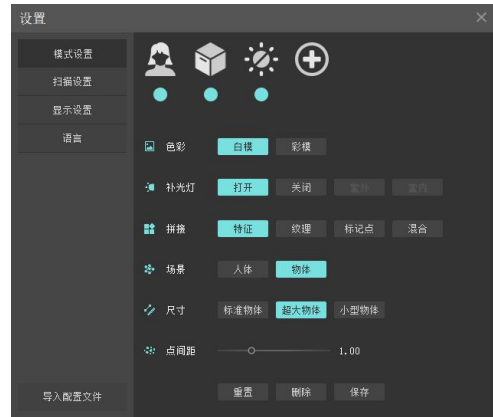 设置
模式设置
扫描设置
显示设置
语言
色彩 白模 彩模
补光灯 打开 关闭 室外 室内
拼接 特征 纹理 标记点 混合
场景 人体 物体
尺寸 标准物体 超大物体 小型物体
点间距 1.00
导入配置文件 重置 删除 保存